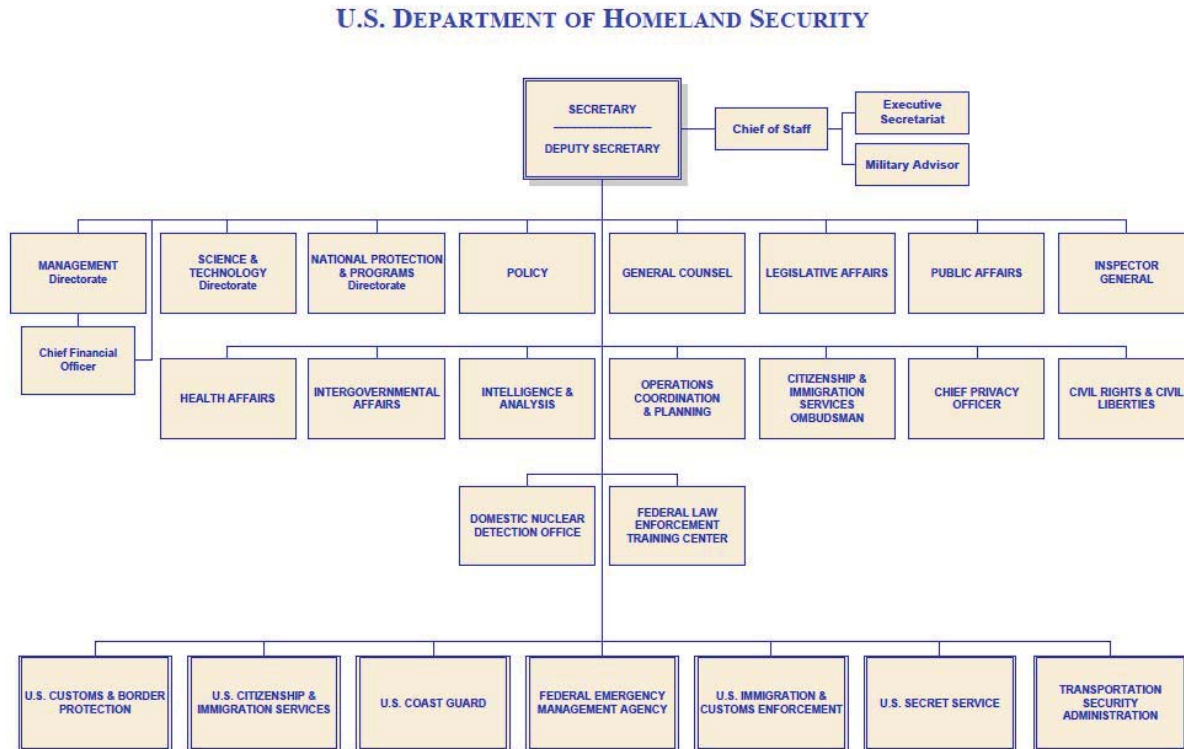 U.S. DEPARTMENT OF HOMELAND SECURITY
SECRETARY
DEPUTY SECRETARY
Chief of Staff
Executive
Secretariat
Military Advisor
MANAGEMENT
Directorate
SCIENCE &
TECHNOLOGY
Directorate
NATIONAL PROTECTION
& PROGRAMS
Directorate
POLICY
GENERAL COUNSEL
LEGISLATIVE AFFAIRS
PUBLIC AFFAIRS
INSPECTOR
GENERAL
Chief Financial
Officer
HEALTH AFFAIRS
INTERGOVERNMENTAL
AFFAIRS
INTELLIGENCE &
ANALYSIS
OPERATIONS
COORDINATION
& PLANNING
CITIZENSHIP &
IMMIGRATION
SERVICES
OMBUDSMAN
CHIEF PRIVACY
OFFICER
CIVIL RIGHTS & CIVIL
LIBERTIES
DOMESTIC NUCLEAR
DETECTION OFFICE
FEDERAL LAW
ENFORCEMENT
TRAINING CENTER
U.S. CUSTOMS & BORDER
PROTECTION
U.S. CITIZENSHIP &
IMMIGRATION SERVICES
U.S. COAST GUARD
FEDERAL EMERGENCY
MANAGEMENT AGENCY
U.S. IMMIGRATION &
CUSTOMS ENFORCEMENT
U.S. SECRET SERVICE
TRANSPORTATION
SECURITY
ADMINISTRATION